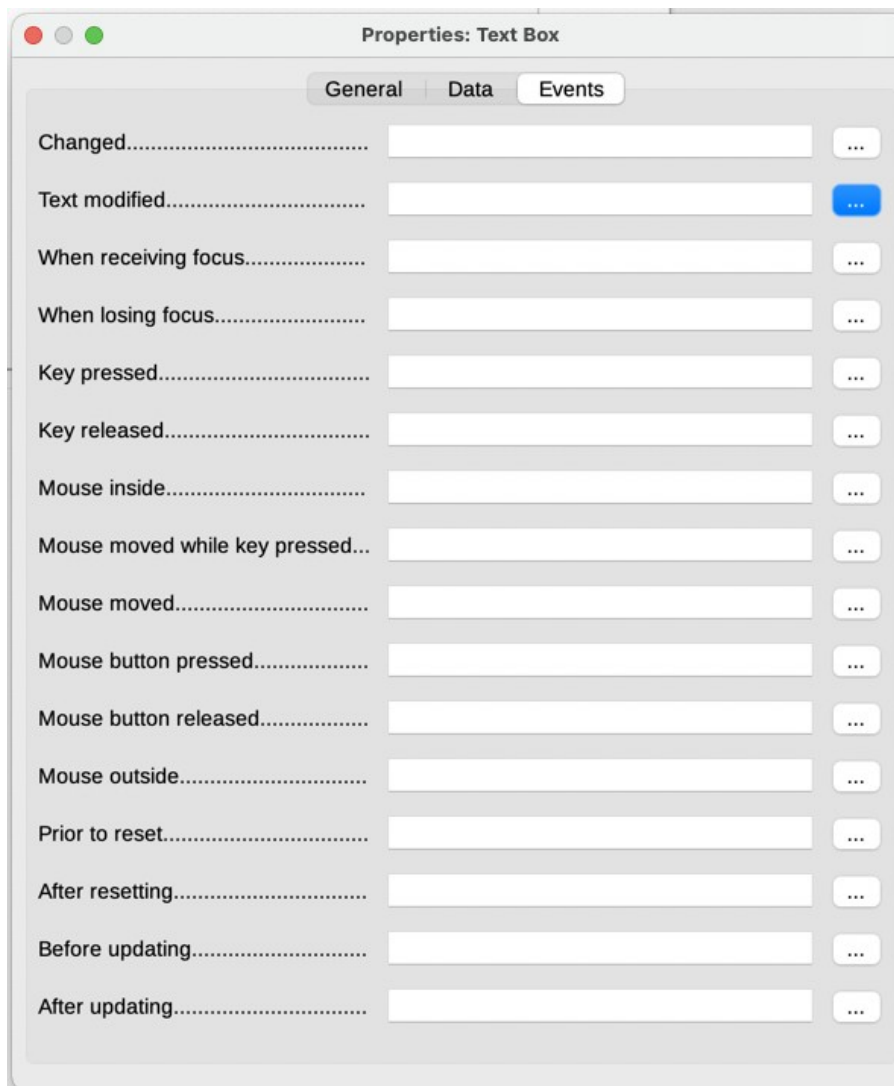 Properties: Text Box
General Data Events
Changed....................................... ...
Text modified................................. ...
When receiving focus.................... ...
When losing focus......................... ...
Key pressed................................... ...
Key released.................................. ...
Mouse inside................................. ...
Mouse moved while key pressed... ...
Mouse moved................................ ...
Mouse button pressed................... ...
Mouse button released.................. ...
Mouse outside............................... ...
Prior to reset.................................. ...
After resetting................................ ...
Before updating............................. ...
After updating................................ ...